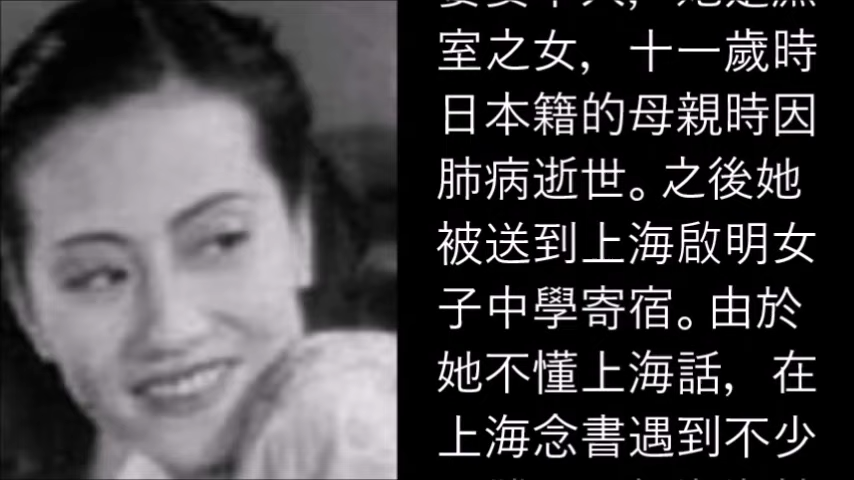 室之女，十一歲時
日本籍的母親時因
肺病逝世。之後她
被送到上海啟明女
子中學寄宿。由於
她不懂上海話，在
上海念書遇到不少